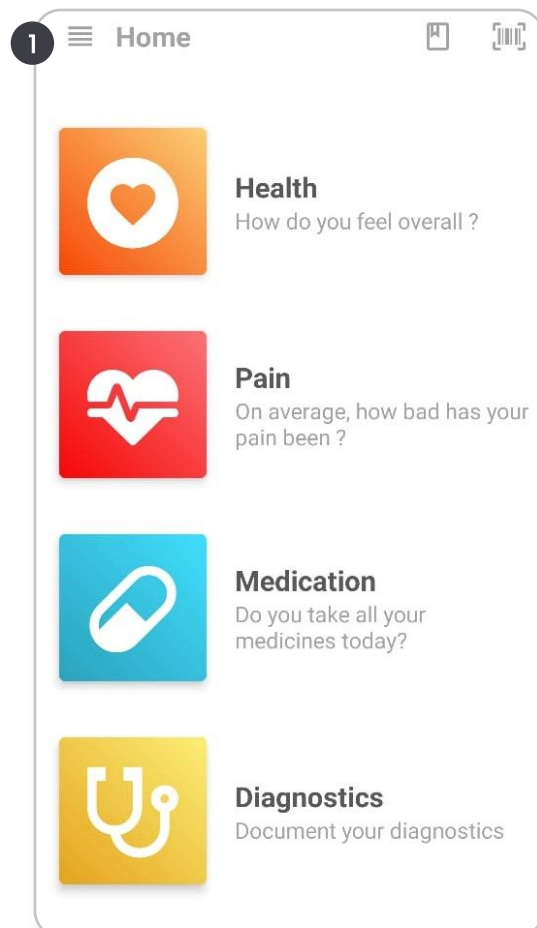 1
Home
Health
How do you feel overall ?
Pain
On average, how bad has your
pain been ?
Medication
Do you take all your
medicines today?
Diagnostics
Document your diagnostics